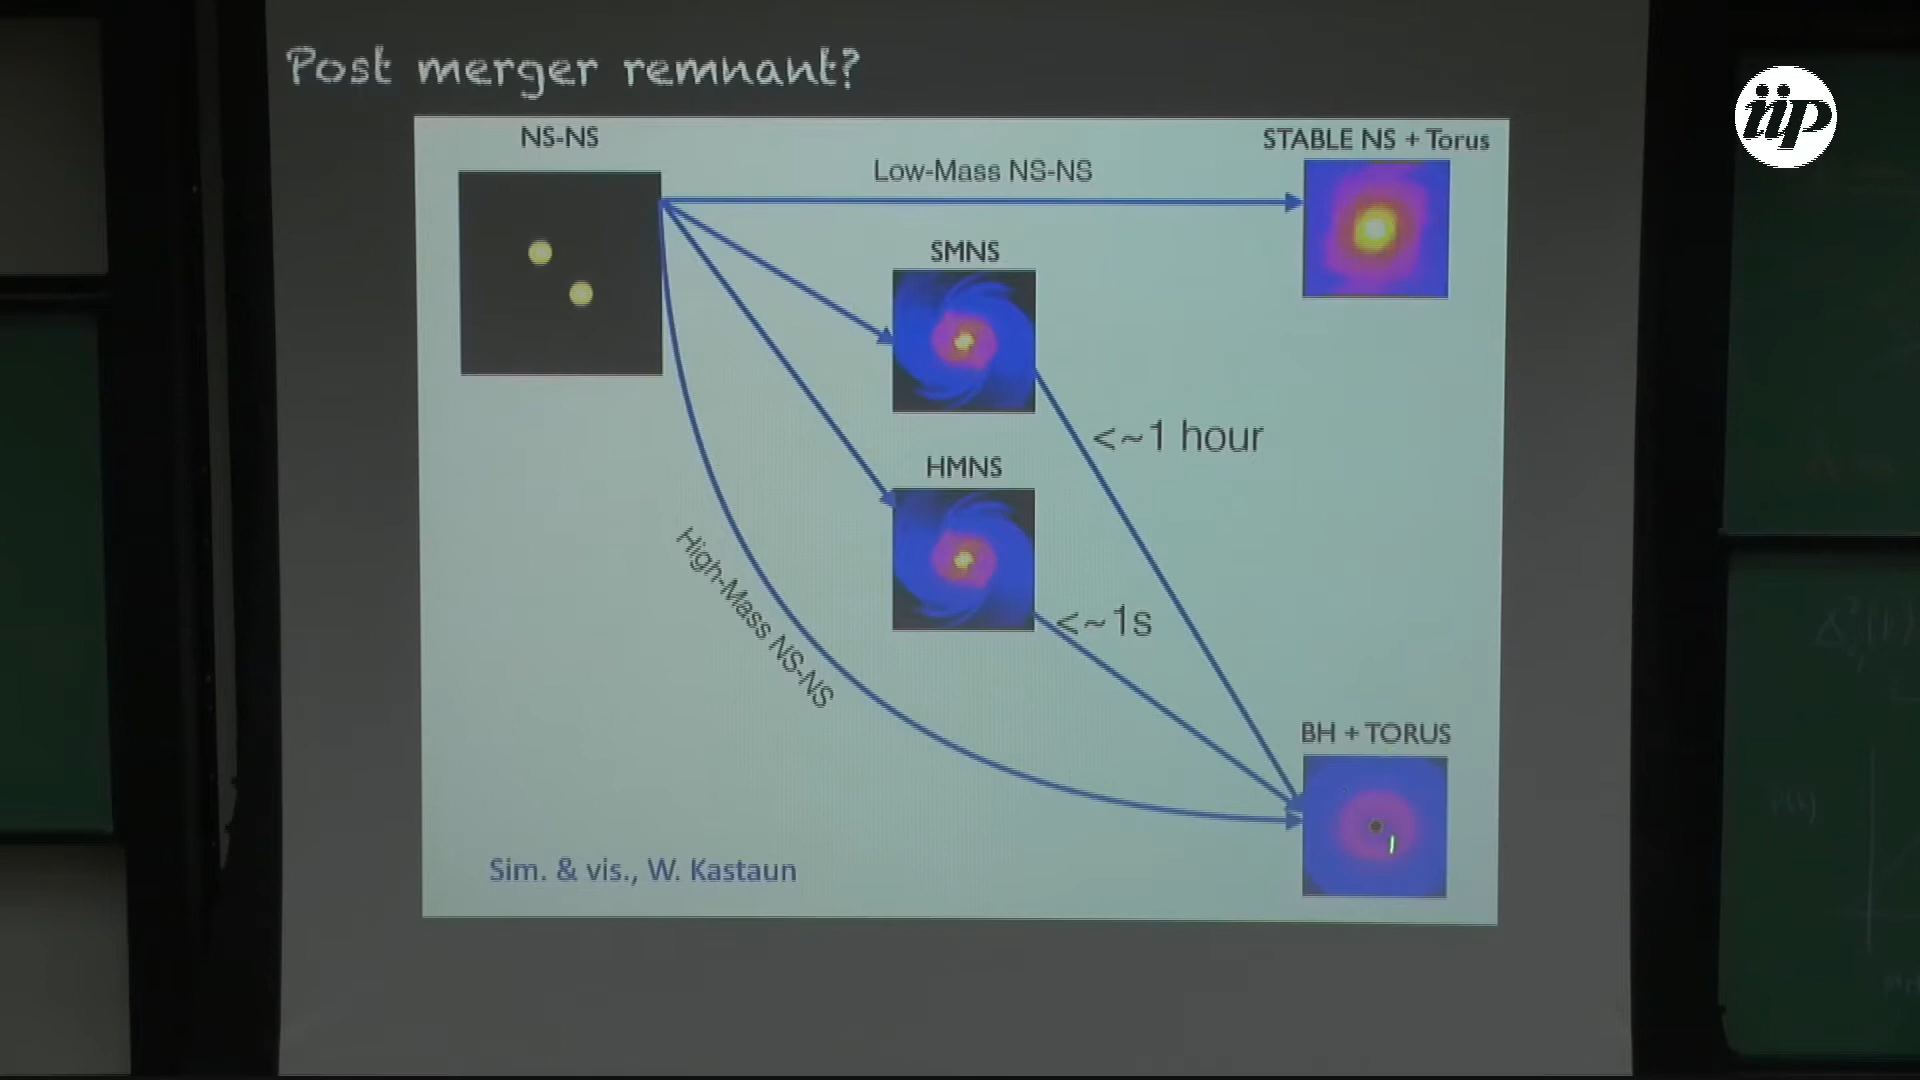 Post merger remnant?
iip
NS-NS
STABLE NS + Torus
Low-Mass NS-NS
SMNS
<~1 hour
HMNS
High-Mass NS-NS
<~1s
BH + TORUS
Sim. & vis., W. Kastaun